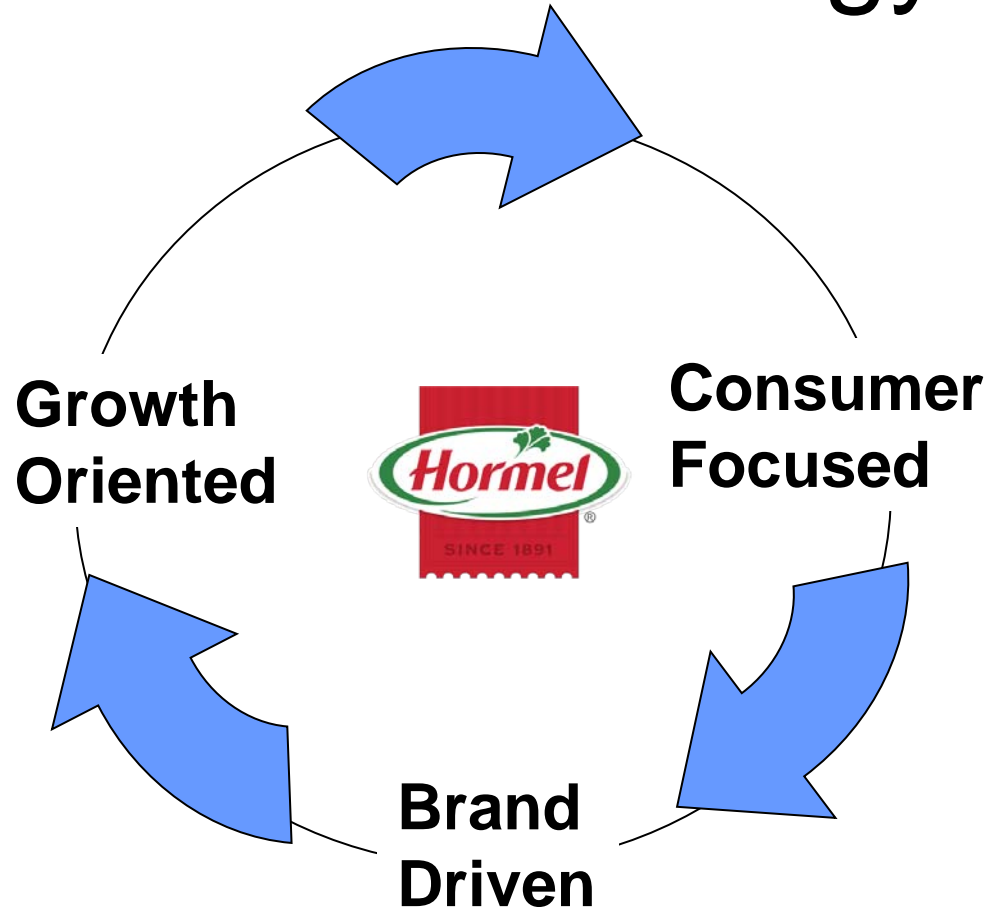 Growth
Oriented
Consumer
Focused
Hormel
®
SINCE 1891
Brand
Driven